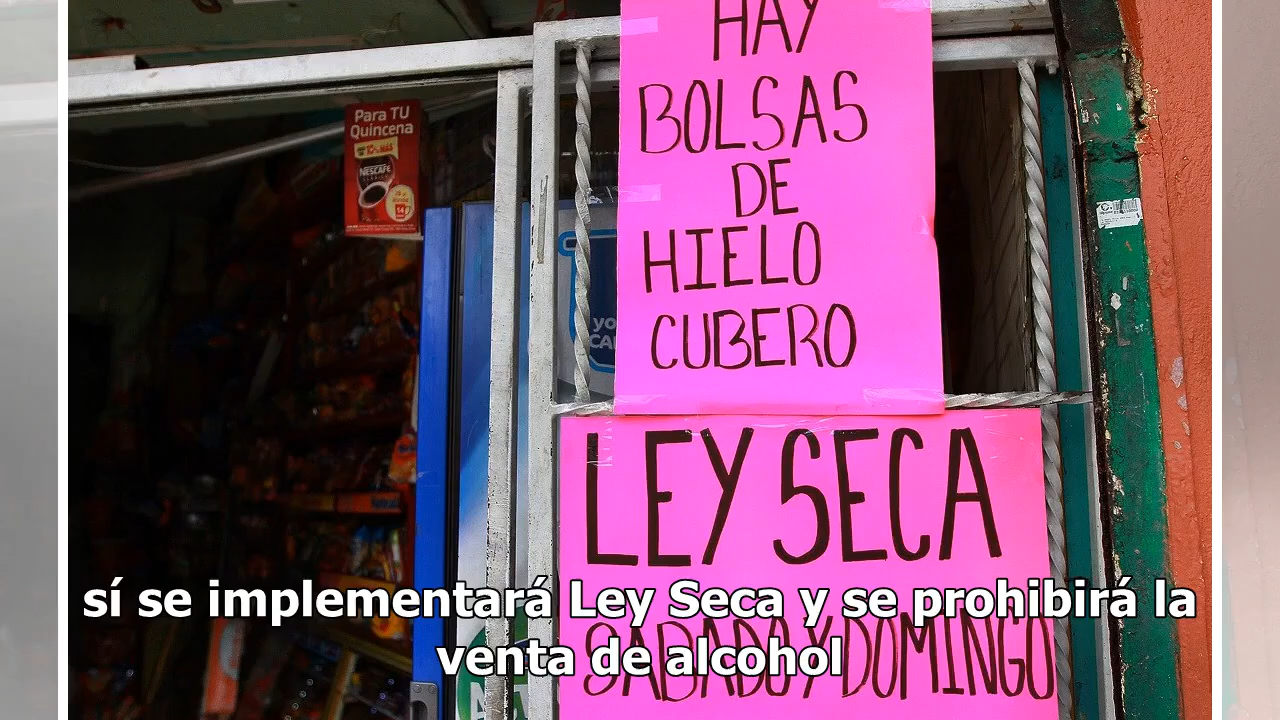 HAY
BOLSAS
DE
HIELO
CUBERO
Para TU
Quincena
NESCAFÉ
LEY SECA
SABADO Y DOMINGO
sí se implementará Ley Seca y se prohibirá la
venta de alcohol